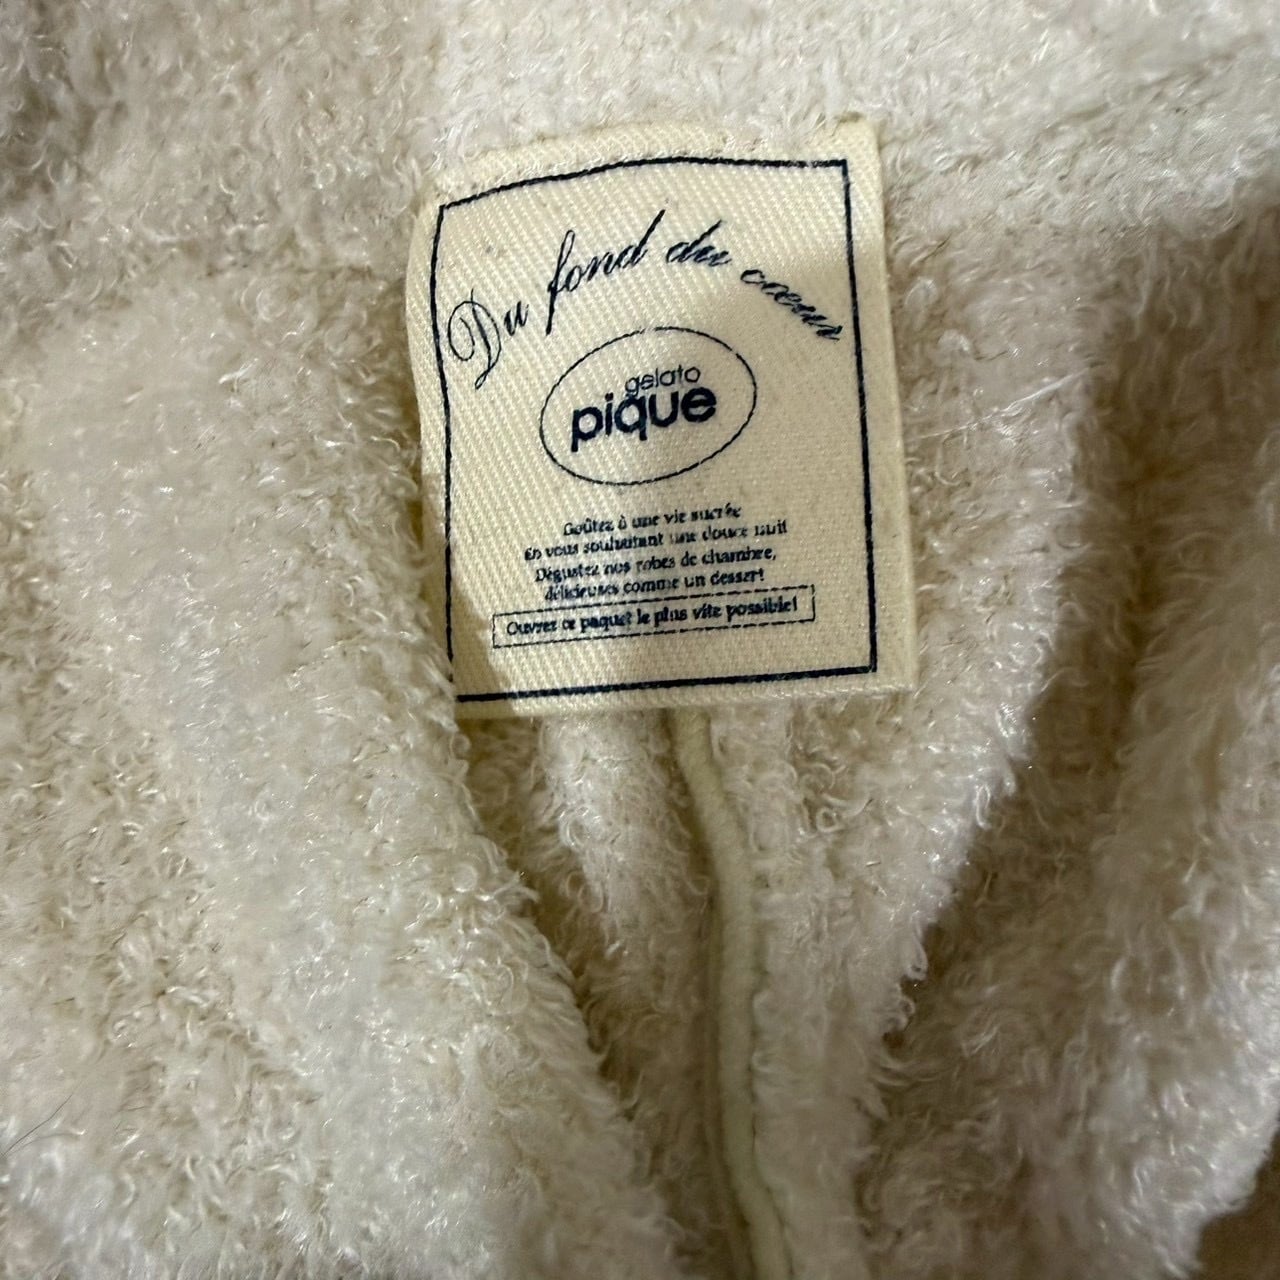 Du fond du cœur
gelato
pique
Goûtez à une vie sucrée
En vous souhaitant une douce nuit
Dégustez nos robes de chambre,
délicieuses comme un dessert
Ouvrez ce paquet le plus vite possible!